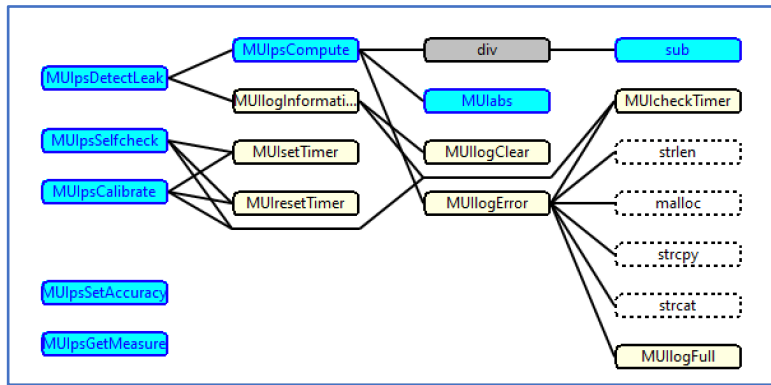 MUIpsDetectLeak
MUIpsSelfcheck
MUIpsCalibrate
MUIpsSetAccuracy
MUIpsGetMeasure
MUIpsCompute
MUIlogInformati...
MUIsetTimer
MUIresetTimer
div
MUIabs
MUIlogClear
MUIlogError
sub
MUIcheckTimer
strlen
malloc
strcpy
strcat
MUIlogFull